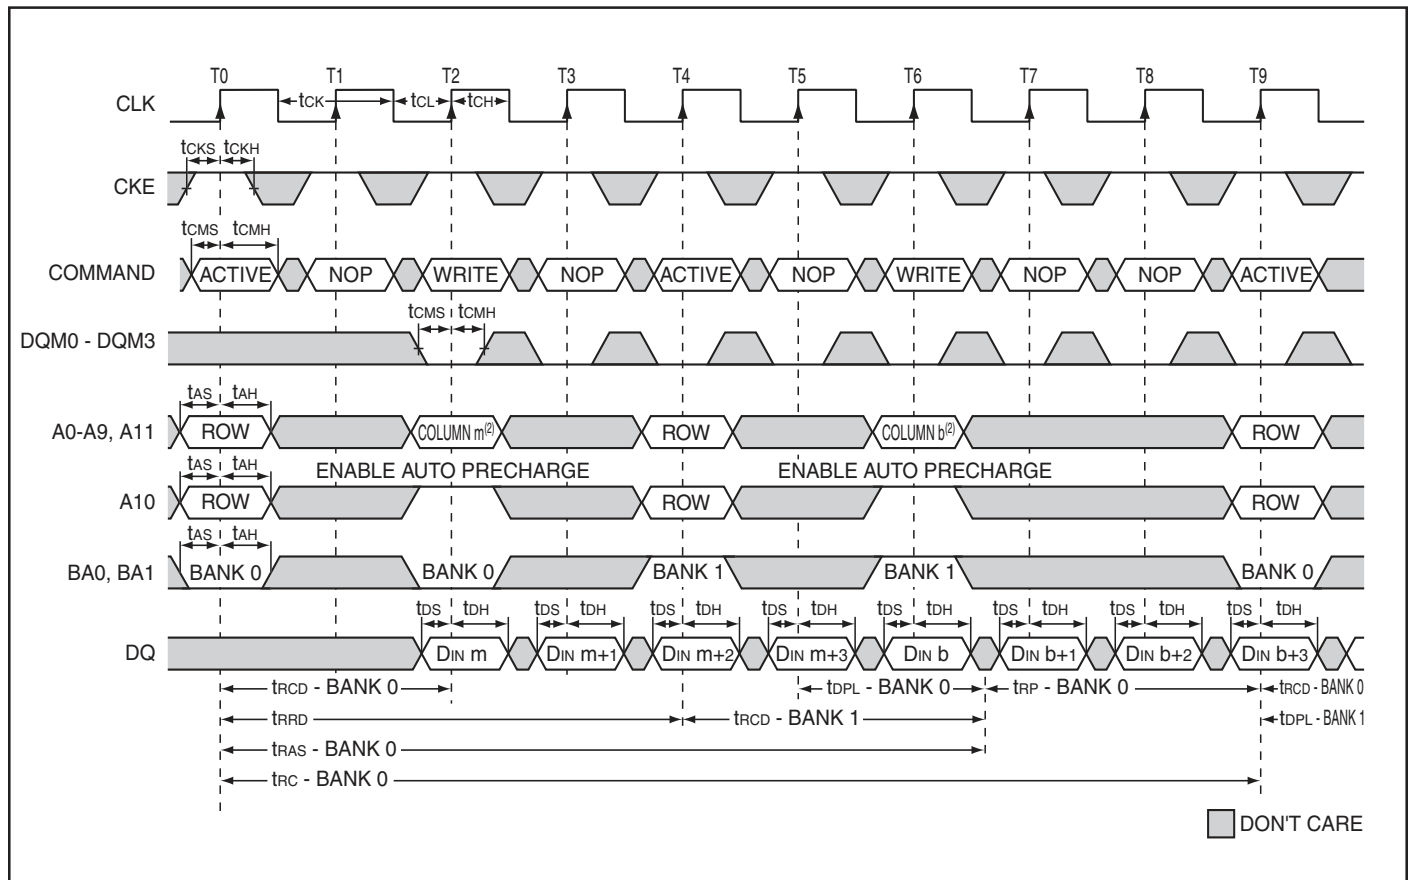 T0 T1 T2 T3 T4 T5 T6 T7 T8 T9
CLK tCK tCL tCH
tCKS tCKH
CKE
tCMS tCMH
COMMAND ACTIVE NOP WRITE NOP ACTIVE NOP WRITE NOP NOP ACTIVE
tCMS tCMH
DQM0 - DQM3
tAS tAH
A0-A9, A11 ROW COLUMN m(2) ROW COLUMN b(2) ROW
tAS tAH ENABLE AUTO PRECHARGE ENABLE AUTO PRECHARGE
A10 ROW ROW ROW
tAS tAH
BA0, BA1 BANK 0 BANK 0 BANK 1 BANK 1 BANK 0
tDS tDH tDS tDH tDS tDH tDS tDH tDS tDH tDS tDH tDS tDH tDS tDH
DQ DIN m DIN m+1 DIN m+2 DIN m+3 DIN b DIN b+1 DIN b+2 DIN b+3
tRCD - BANK 0 tDPL - BANK 0 tRP - BANK 0 tRCD - BANK 0
tRRD tRCD - BANK 1 tDPL - BANK 1
tRAS - BANK 0
tRC - BANK 0
DON'T CARE